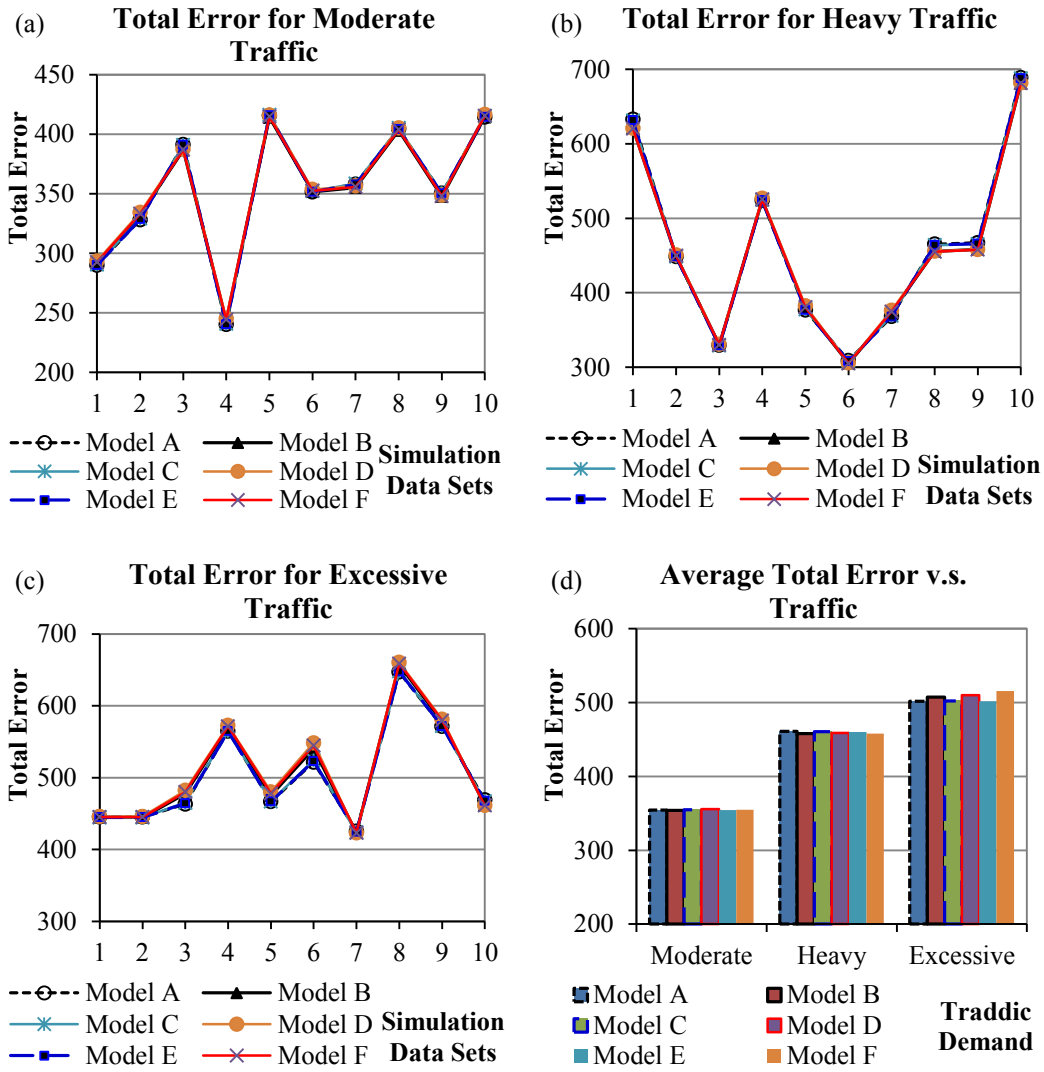 (a)
Total Error for Moderate
Traffic
Total Error
450
400
350
300
250
200
1 2 3 4 5 6 7 8 9 10
Model A Model B
Model C Model D
Model E Model F
Simulation
Data Sets
(b)
Total Error for Heavy Traffic
Total Error
700
600
500
400
300
1 2 3 4 5 6 7 8 9 10
Model A Model B
Model C Model D
Model E Model F
Simulation
Data Sets
(c)
Total Error for Excessive
Traffic
Total Error
700
600
500
400
300
1 2 3 4 5 6 7 8 9 10
Model A Model B
Model C Model D
Model E Model F
Simulation
Data Sets
(d)
Average Total Error v.s.
Traffic
Total Error
600
500
400
300
200
Moderate Heavy Excessive
Model A Model B
Model C Model D
Model E Model F
Traddic
Demand